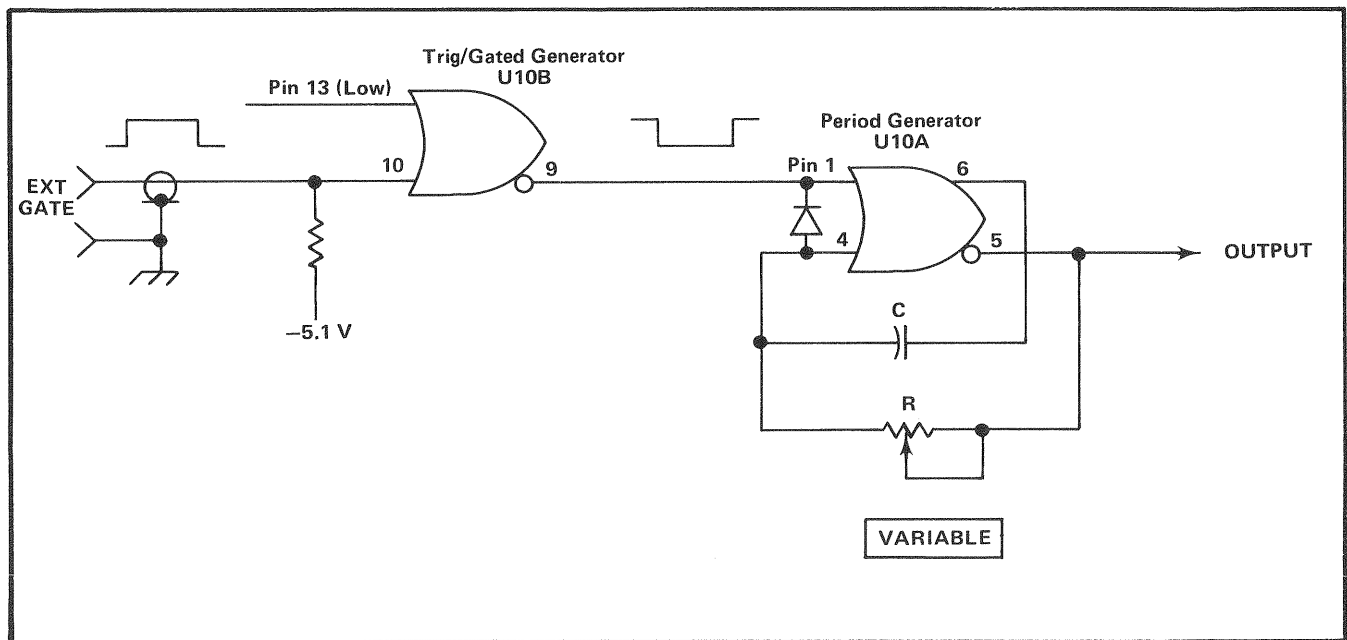 Trig/Gated Generator
U10B
Pin 13 (Low)
10
9
EXT
GATE
−5.1 V
Period Generator
U10A
Pin 1
6
4
5
OUTPUT
C
R
VARIABLE